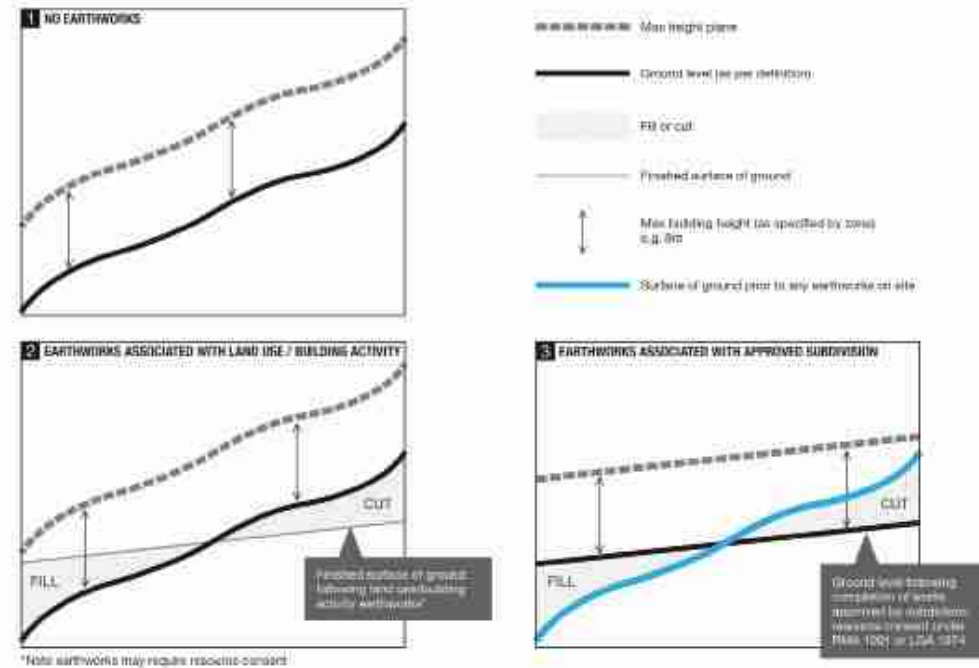 1 NO EARTHWORKS
Max height plane
Ground level (as per definition)
Fill or cut
Finished surface of ground
Max building height (as specified by zone)
e.g. 8m
Surface of ground prior to any earthworks on site
2 EARTHWORKS ASSOCIATED WITH LAND USE / BUILDING ACTIVITY
CUT
FILL
Finished surface of ground
following land use/building
activity earthworks*
*Note earthworks may require resource consent
3 EARTHWORKS ASSOCIATED WITH APPROVED SUBDIVISION
CUT
FILL
Ground level following
completion of works
approved by subdivision
resource consent under
RMA 1991 or LGA 1974